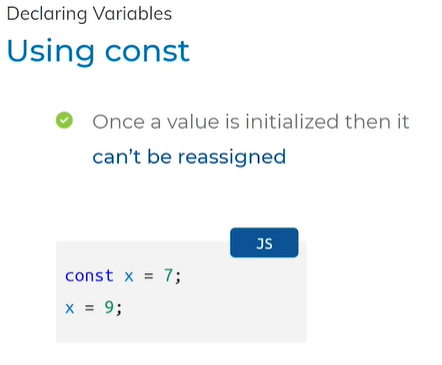 Declaring Variables
Using const
Once a value is initialized then it
can’t be reassigned
JS
const x = 7;
x = 9;